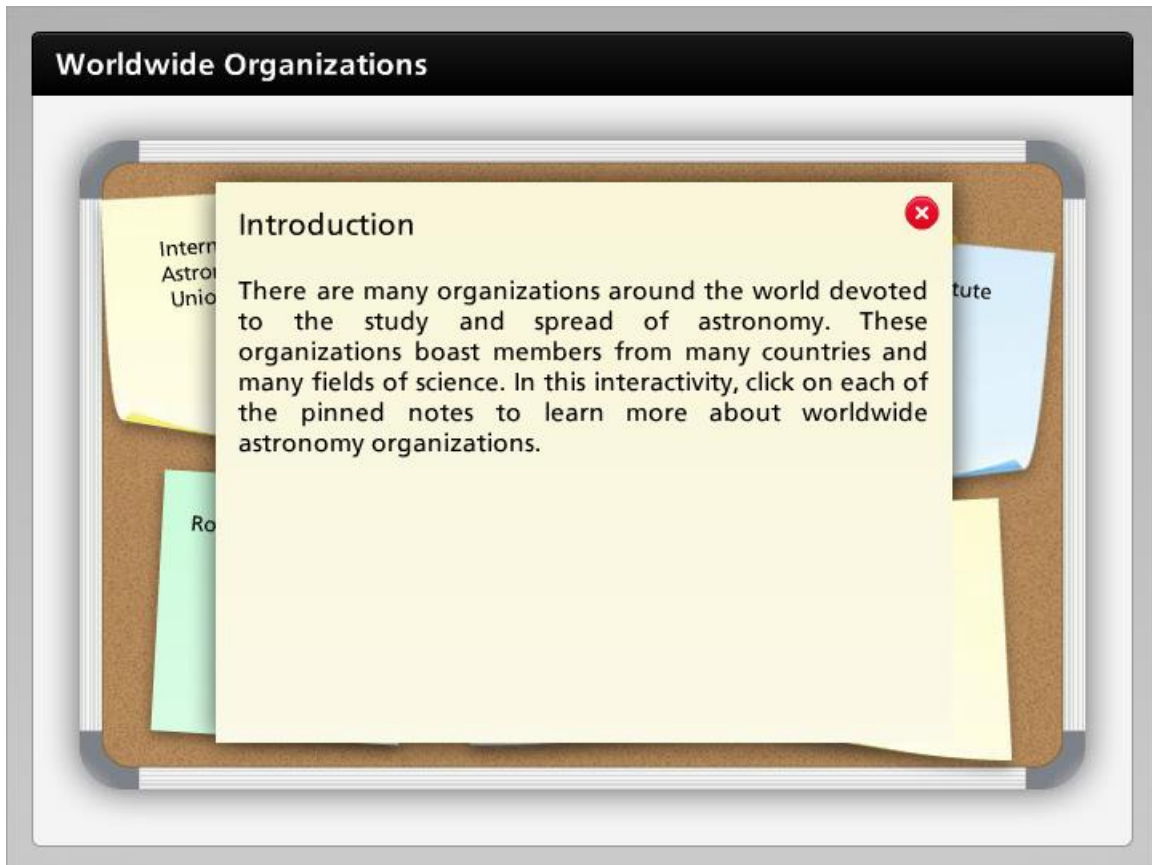 Worldwide Organizations
Introduction
There are many organizations around the world devoted
to the study and spread of astronomy. These
organizations boast members from many countries and
many fields of science. In this interactivity, click on each of
the pinned notes to learn more about worldwide
astronomy organizations.